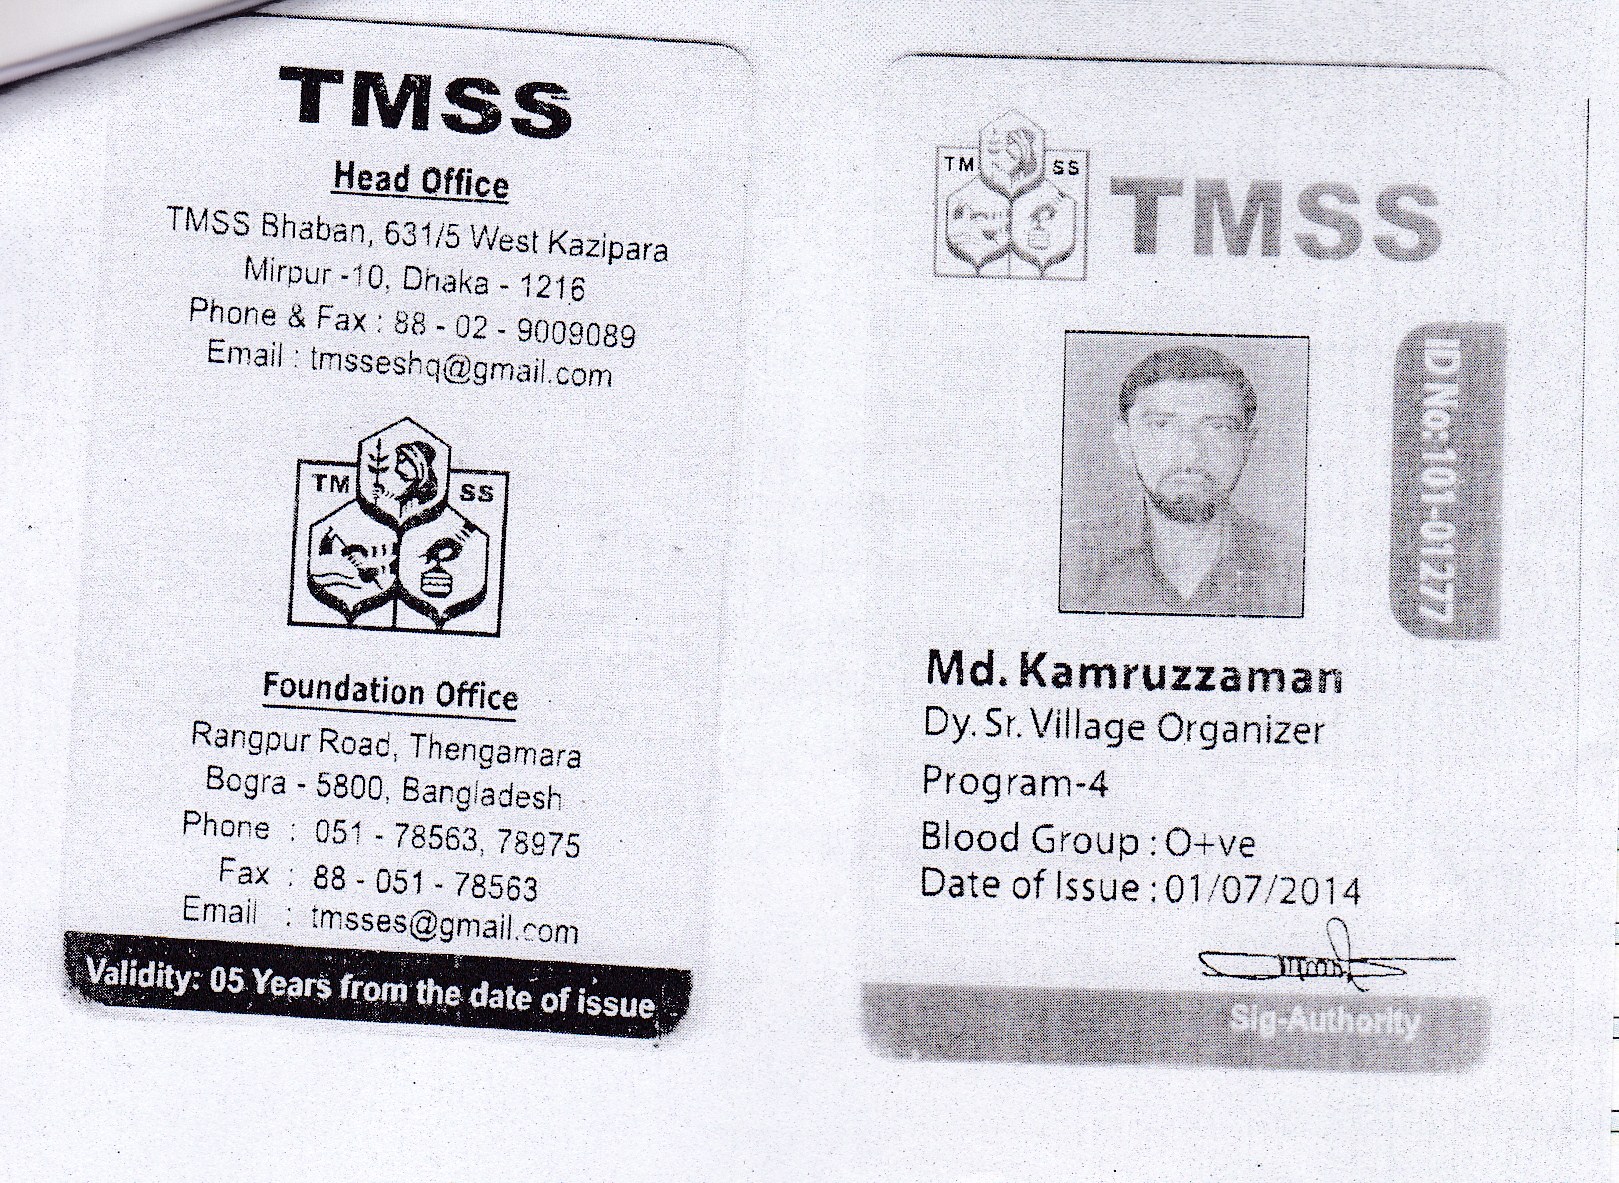 TMSS
Head Office
TMSS Bhaban, 631/5 West Kazipara
Mirpur -10, Dhaka - 1216
Phone & Fax : 88 - 02 - 9009089
Email : tmsseshq@gmail.com
TM SS
Foundation Office
Rangpur Road, Thengamara
Bogra - 5800, Bangladesh
Phone : 051 - 78563, 78975
Fax : 88 - 051 - 78563
Email : tmsses@gmail.com
Validity: 05 Years from the date of issue
TM SS
TMSS
ID No:1101-01277
Md. Kamruzzaman
Dy. Sr. Village Organizer
Program-4
Blood Group : O+ve
Date of Issue : 01/07/2014
Sig-Authority